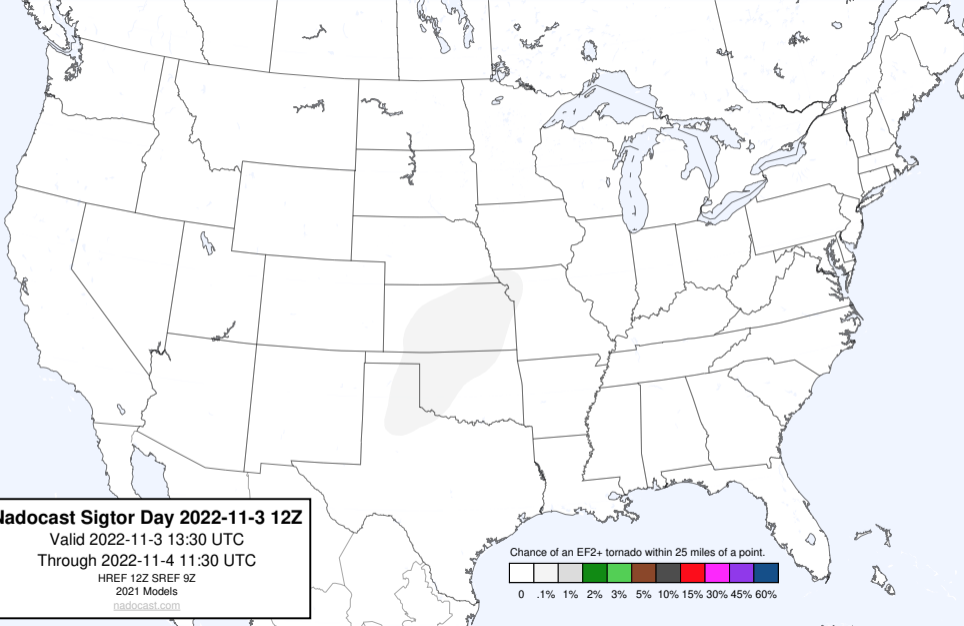 Nadocast Sigtor Day 2022-11-3 12Z
Valid 2022-11-3 13:30 UTC
Through 2022-11-4 11:30 UTC
HREF 12Z SREF 9Z
2021 Models
nadocast.com
Chance of an EF2+ tornado within 25 miles of a point.
0 .1% 1% 2% 3% 5% 10% 15% 30% 45% 60%